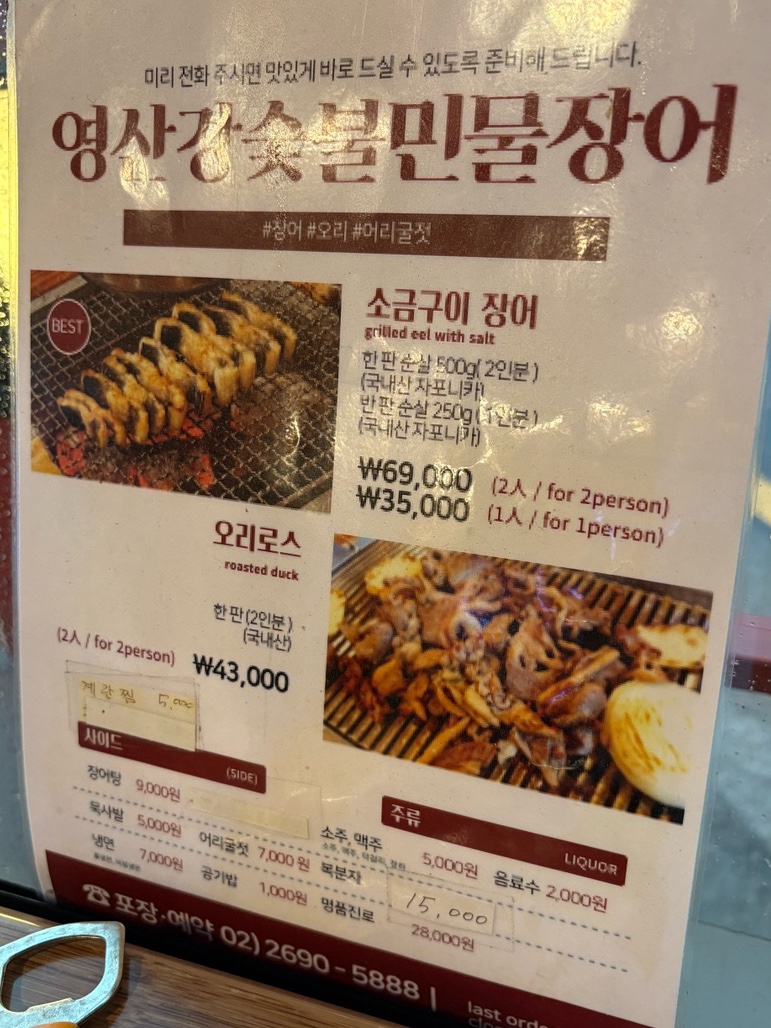 미리 전화 주시면 맛있게 바로 드실 수 있도록 준비해 드립니다.
영산강숯불민물장어
#장어 #오리 #어리굴젓
BEST
소금구이 장어
grilled eel with salt
한 판 순살 500g( 2인분 )
(국내산 자포니카)
반 판 순살 250g ( 1인분 )
(국내산 자포니카)
₩69,000 (2人 / for 2person)
₩35,000 (1人 / for 1person)
오리로스
roasted duck
한 판 (2인분 )
(국내산)
(2人 / for 2person) ₩43,000
계란찜 5,000
사이드 (SIDE)
장어탕 9,000원
묵사발 5,000원 어리굴젓 7,000 원
냉면 7,000원 공기밥 1,000원
주류 LIQUOR
소주, 맥주 5,000원 음료수 2,000원
복분자 15,000
명품진로 28,000원
☎ 포장·예약 02) 2690 - 5888 |
last orde